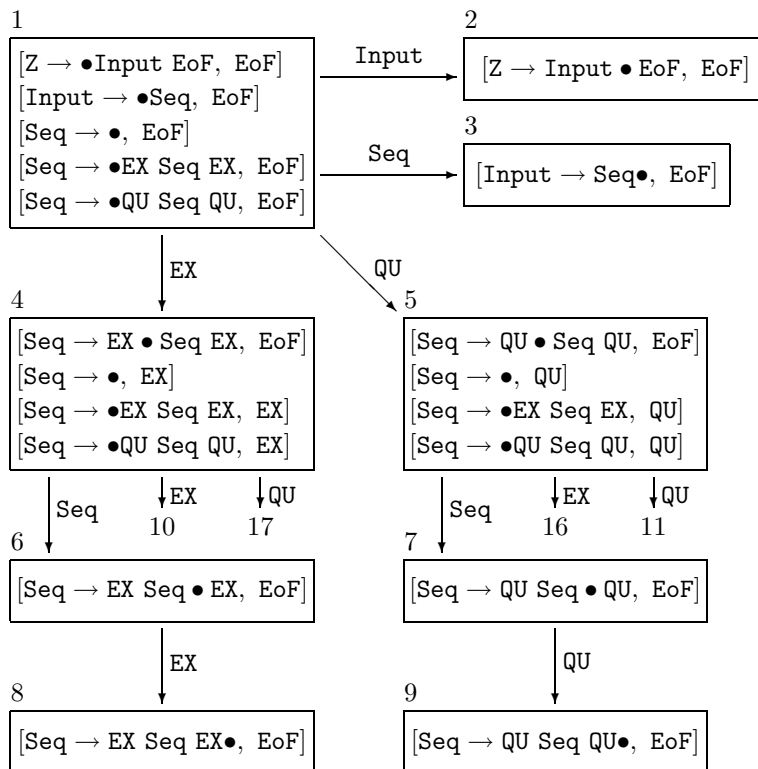 1
[Z → •Input EoF, EoF]
[Input → •Seq, EoF]
[Seq → •, EoF]
[Seq → •EX Seq EX, EoF]
[Seq → •QU Seq QU, EoF]
Input
2
[Z → Input • EoF, EoF]
Seq
3
[Input → Seq•, EoF]
EX
QU
4
[Seq → EX • Seq EX, EoF]
[Seq → •, EX]
[Seq → •EX Seq EX, EX]
[Seq → •QU Seq QU, EX]
5
[Seq → QU • Seq QU, EoF]
[Seq → •, QU]
[Seq → •EX Seq EX, QU]
[Seq → •QU Seq QU, QU]
Seq
EX
QU
10
17
Seq
EX
QU
16
11
6
[Seq → EX Seq • EX, EoF]
7
[Seq → QU Seq • QU, EoF]
EX
QU
8
[Seq → EX Seq EX•, EoF]
9
[Seq → QU Seq QU•, EoF]